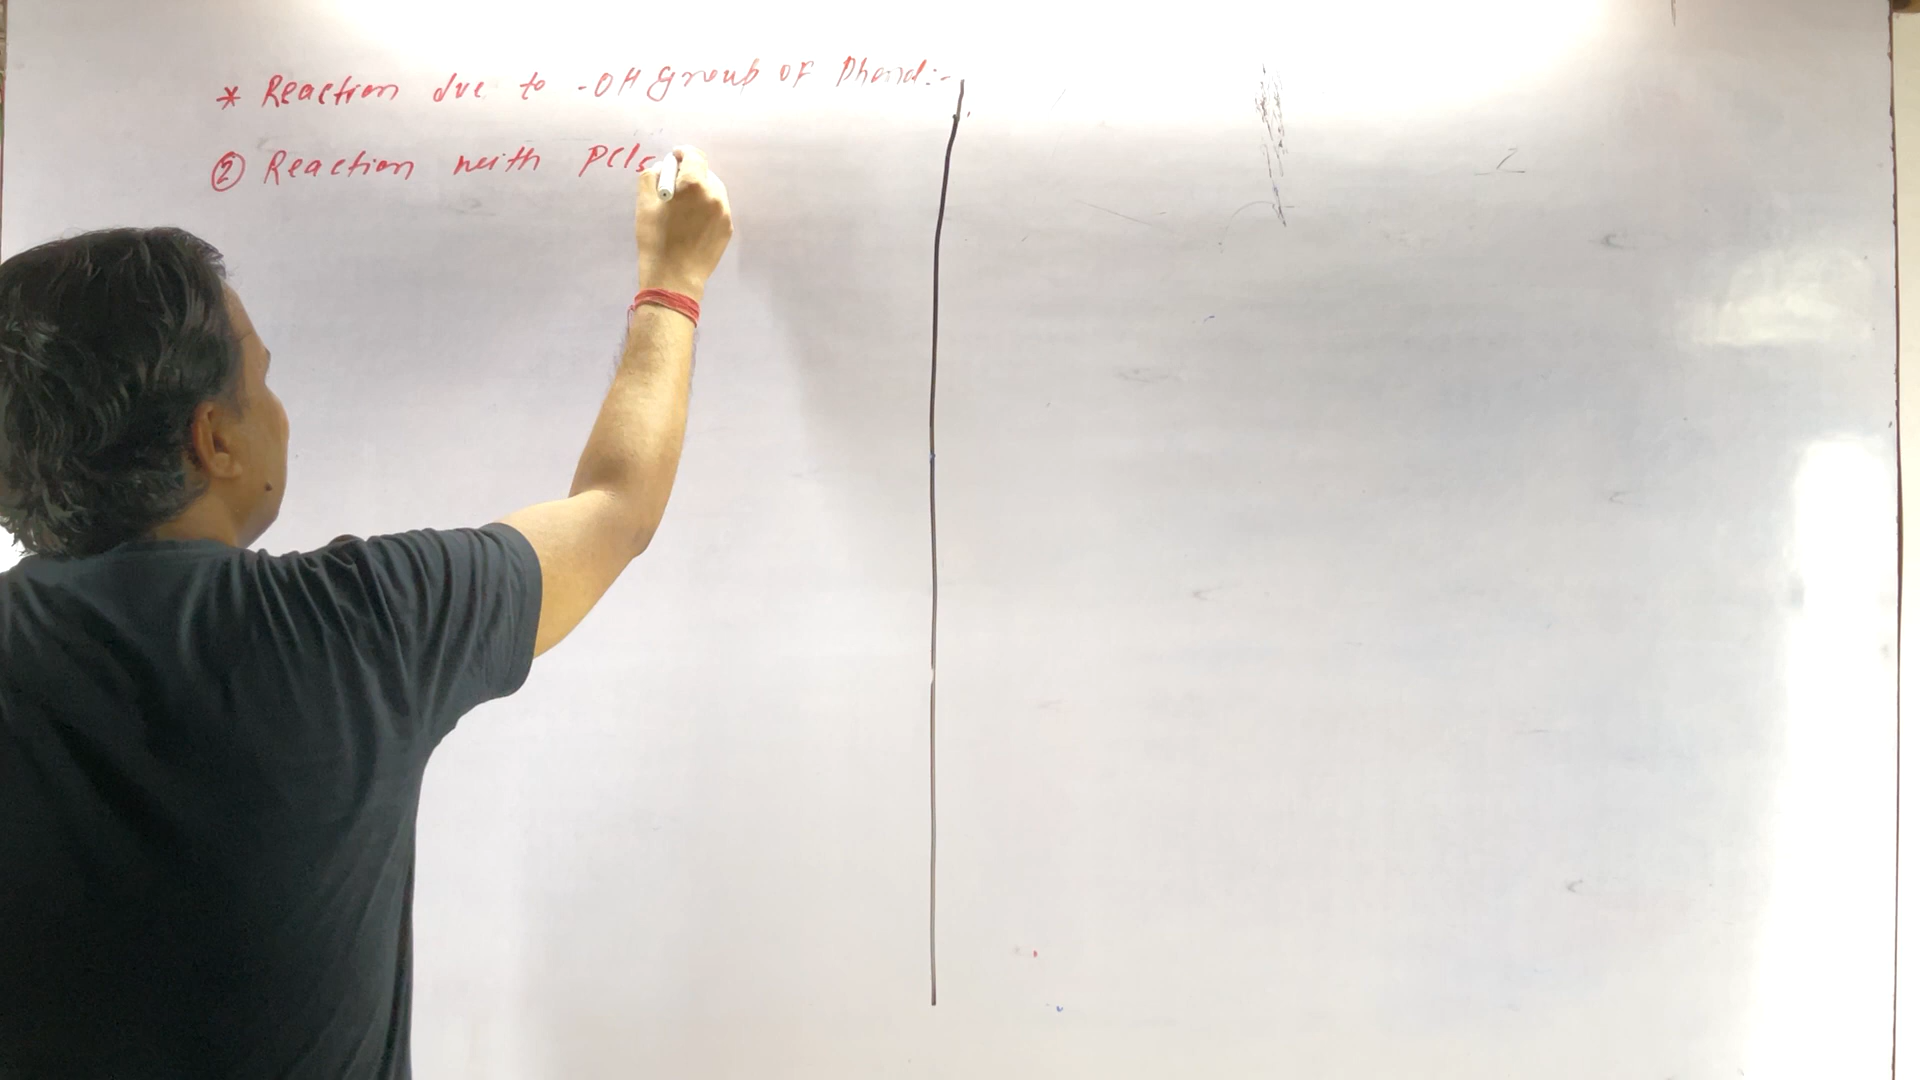 * Reaction due to -OH group of Phenol:-
② Reaction with PCl5